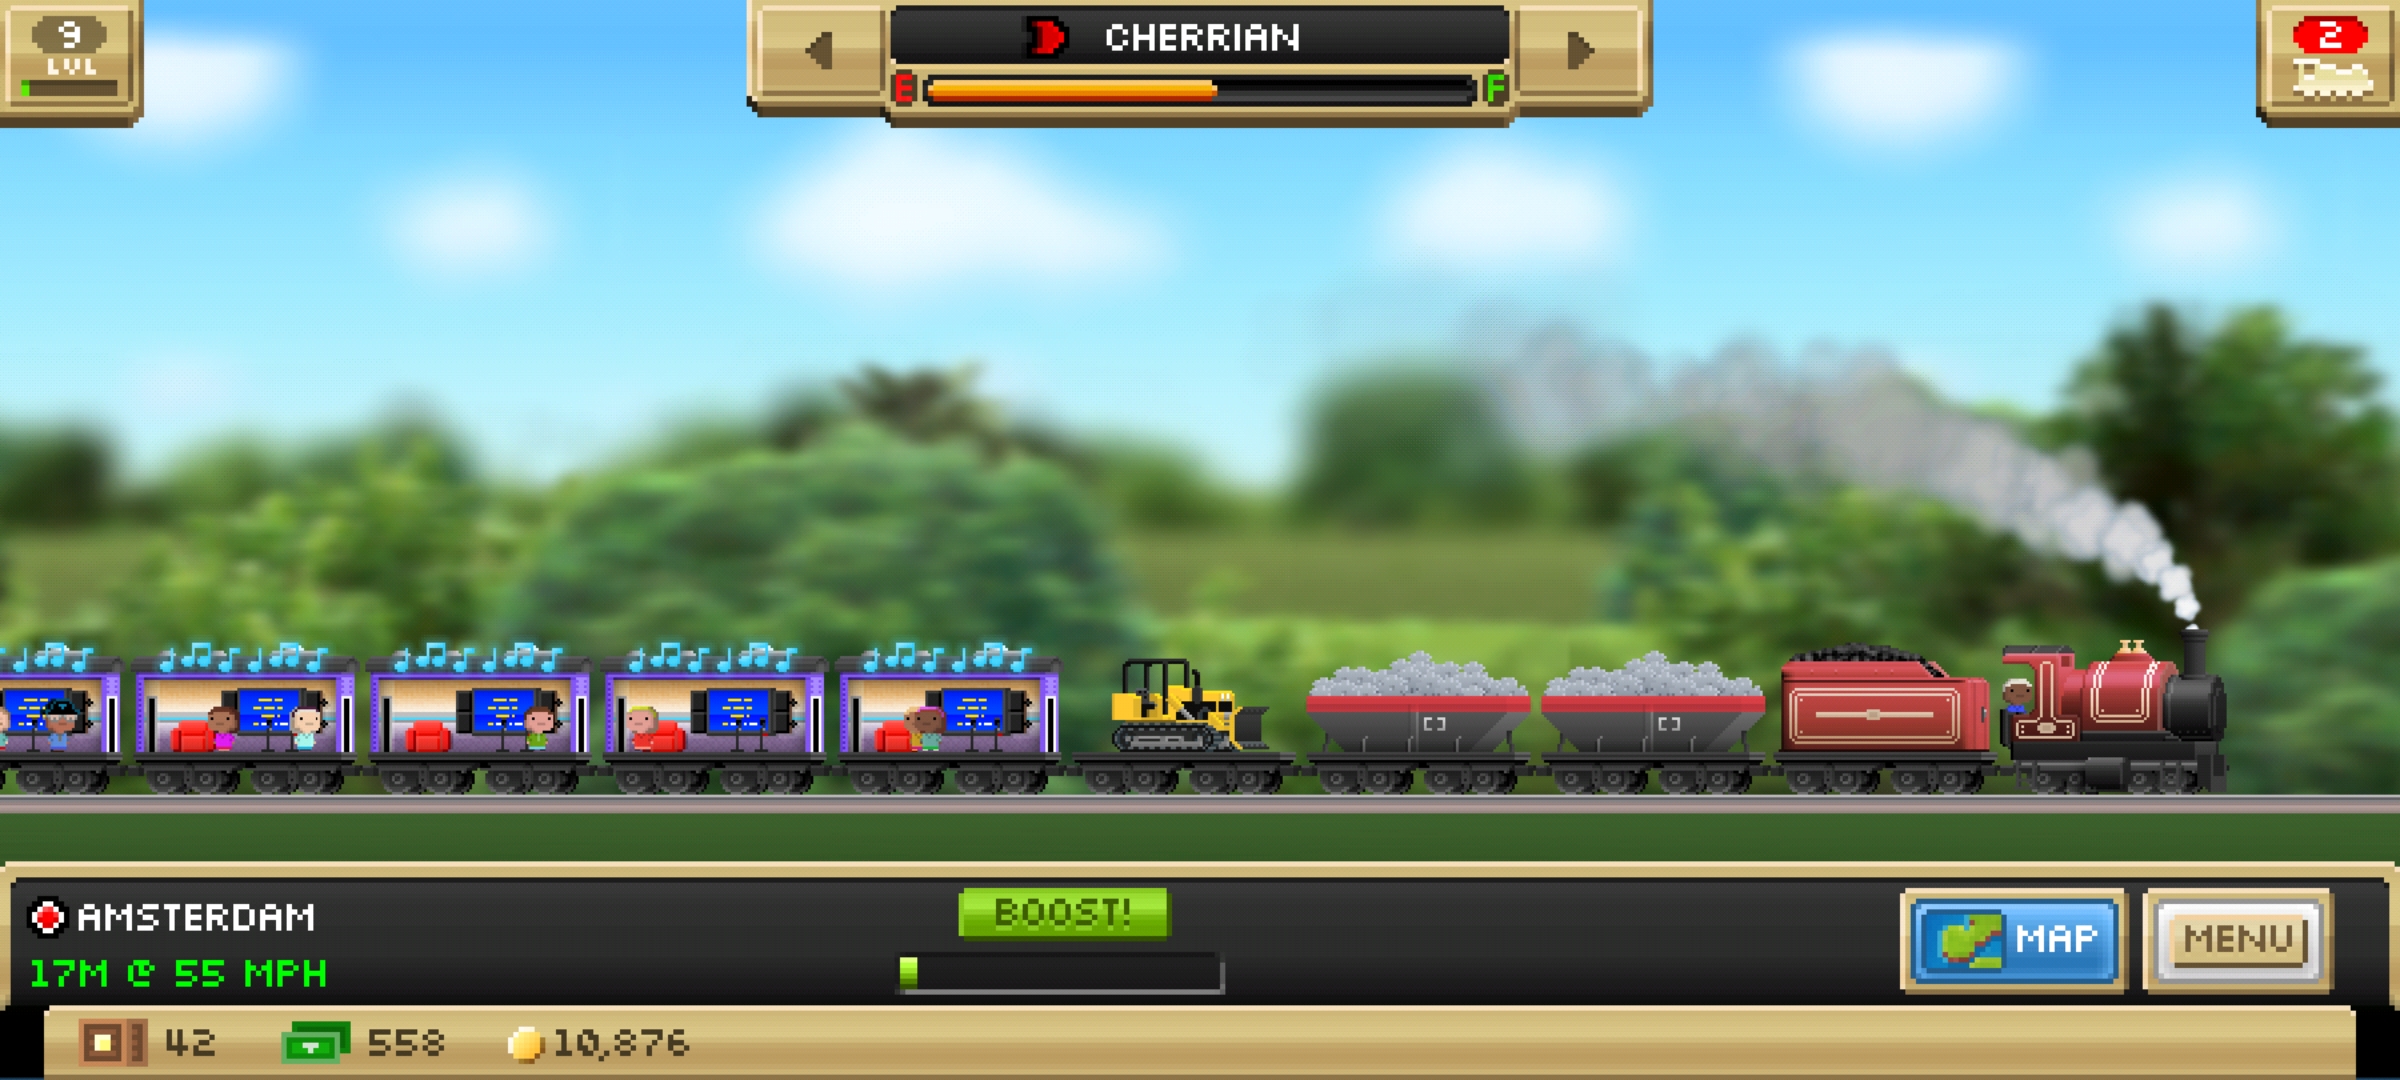 9
LVL
CHERRIAN
E F
2
AMSTERDAM
17M @ 55 MPH
BOOST!
MAP
MENU
42
558
10,876